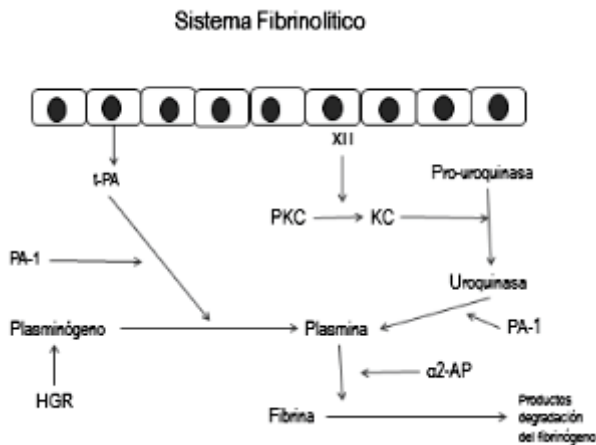 Sistema Fibrinolítico
XII
t-PA
Pro-uroquinasa
PKC
KC
PA-1
Uroquinasa
Plasminógeno
Plasmina
PA-1
α2-AP
HGR
Fibrina
Productos
degradación
del fibrinógeno